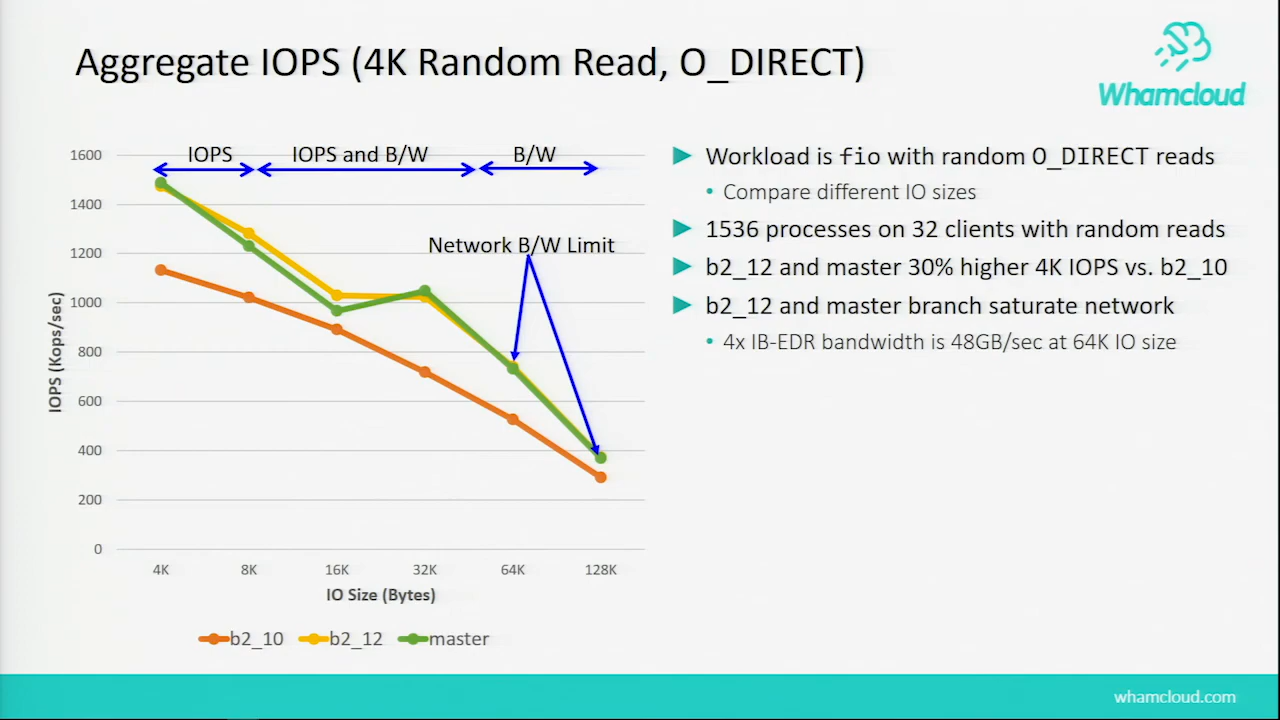 Aggregate IOPS (4K Random Read, O_DIRECT)
Whamcloud
1600
1400
1200
1000
800
600
400
200
0
IOPS (Kops/sec)
IOPS
IOPS and B/W
B/W
Network B/W Limit
4K
8K
16K
32K
64K
128K
IO Size (Bytes)
b2_10
b2_12
master
► Workload is fio with random O_DIRECT reads
• Compare different IO sizes
► 1536 processes on 32 clients with random reads
► b2_12 and master 30% higher 4K IOPS vs. b2_10
► b2_12 and master branch saturate network
• 4x IB-EDR bandwidth is 48GB/sec at 64K IO size
whamcloud.com